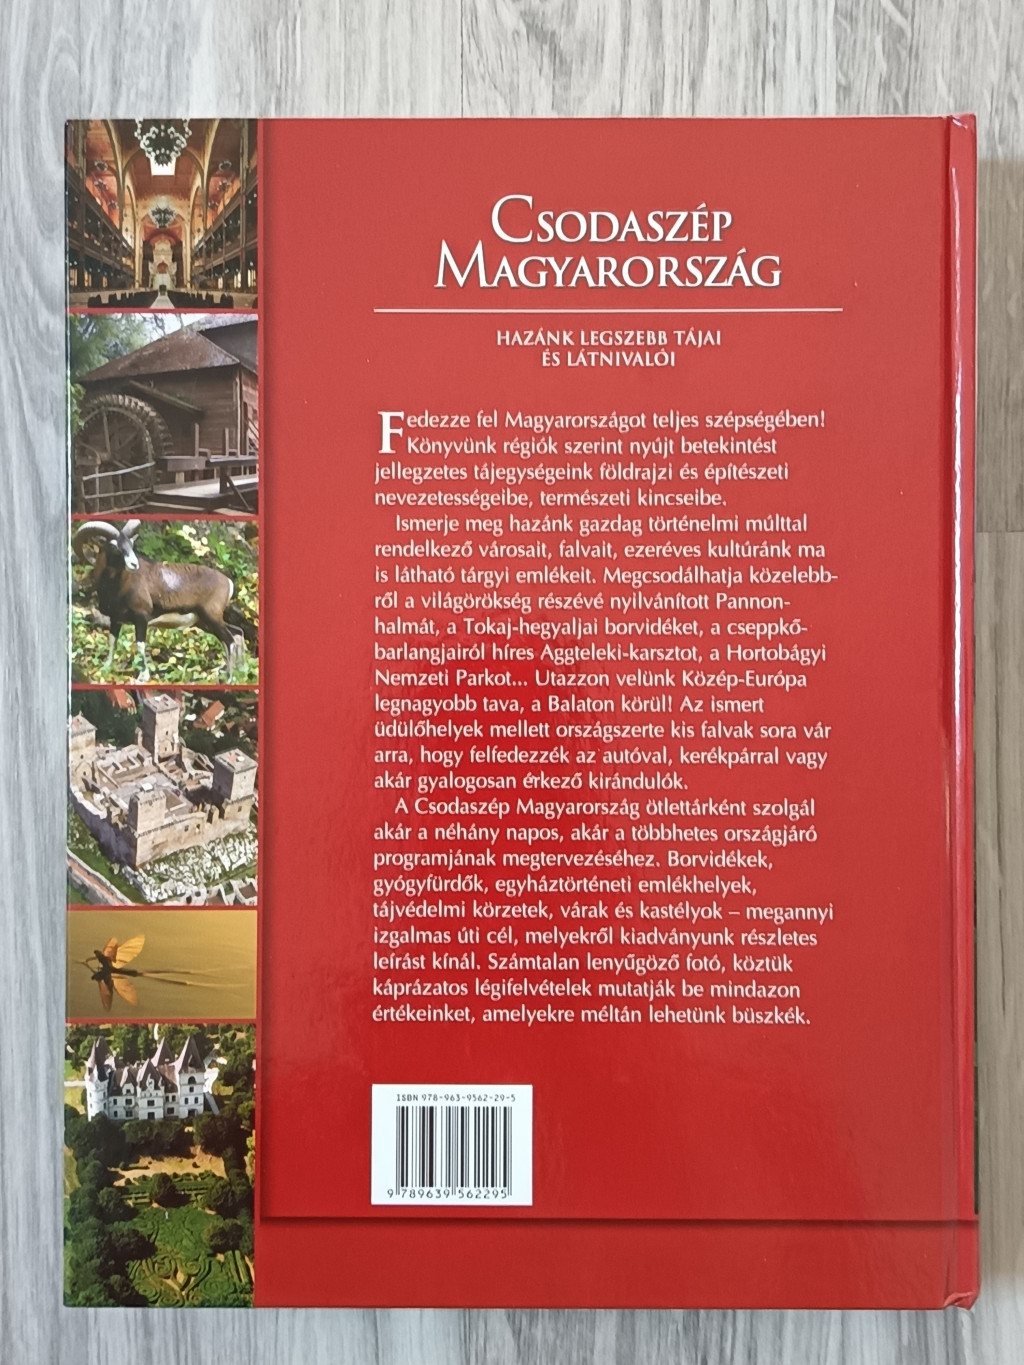 CSODASZÉP
MAGYARORSZÁG
HAZÁNK LEGSZEBB TÁJAI
ÉS LÁTNIVALÓI
Fedezze fel Magyarországot teljes szépségében!
Könyvünk régiók szerint nyújt betekintést
jellegzetes tájegységeink földrajzi és építészeti
nevezetességeibe, természeti kincseibe.
Ismerje meg hazánk gazdag történelmi múlttal
rendelkező városait, falvait, ezeréves kultúránk ma
is látható tárgyi emlékeit. Megcsodálhatja közelebb-
ről a világörökség részévé nyilvánított Pannon-
halmát, a Tokaj-hegyaljai borvidéket, a cseppkő-
barlangjairól híres Aggteleki-karsztot, a Hortobágyi
Nemzeti Parkot... Utazzon velünk Közép-Európa
legnagyobb tava, a Balaton körül! Az ismert
üdülőhelyek mellett országszerte kis falvak sora vár
arra, hogy felfedezzék az autóval, kerékpárral vagy
akár gyalogosan érkező kirándulók.
A Csodaszép Magyarország ötlettárként szolgál
akár a néhány napos, akár a többhetes országjáró
programjának megtervezéséhez. Borvidékek,
gyógyfürdők, egyháztörténeti emlékhelyek,
tájvédelmi körzetek, várak és kastélyok – megannyi
izgalmas úti cél, melyekről kiadványunk részletes
leírást kínál. Számtalan lenyűgöző fotó, köztük
káprázatos légifelvételek mutatják be mindazon
értékeinket, amelyekre méltán lehetünk büszkék.
ISBN 978-963-9562-29-5
9 789639 562295